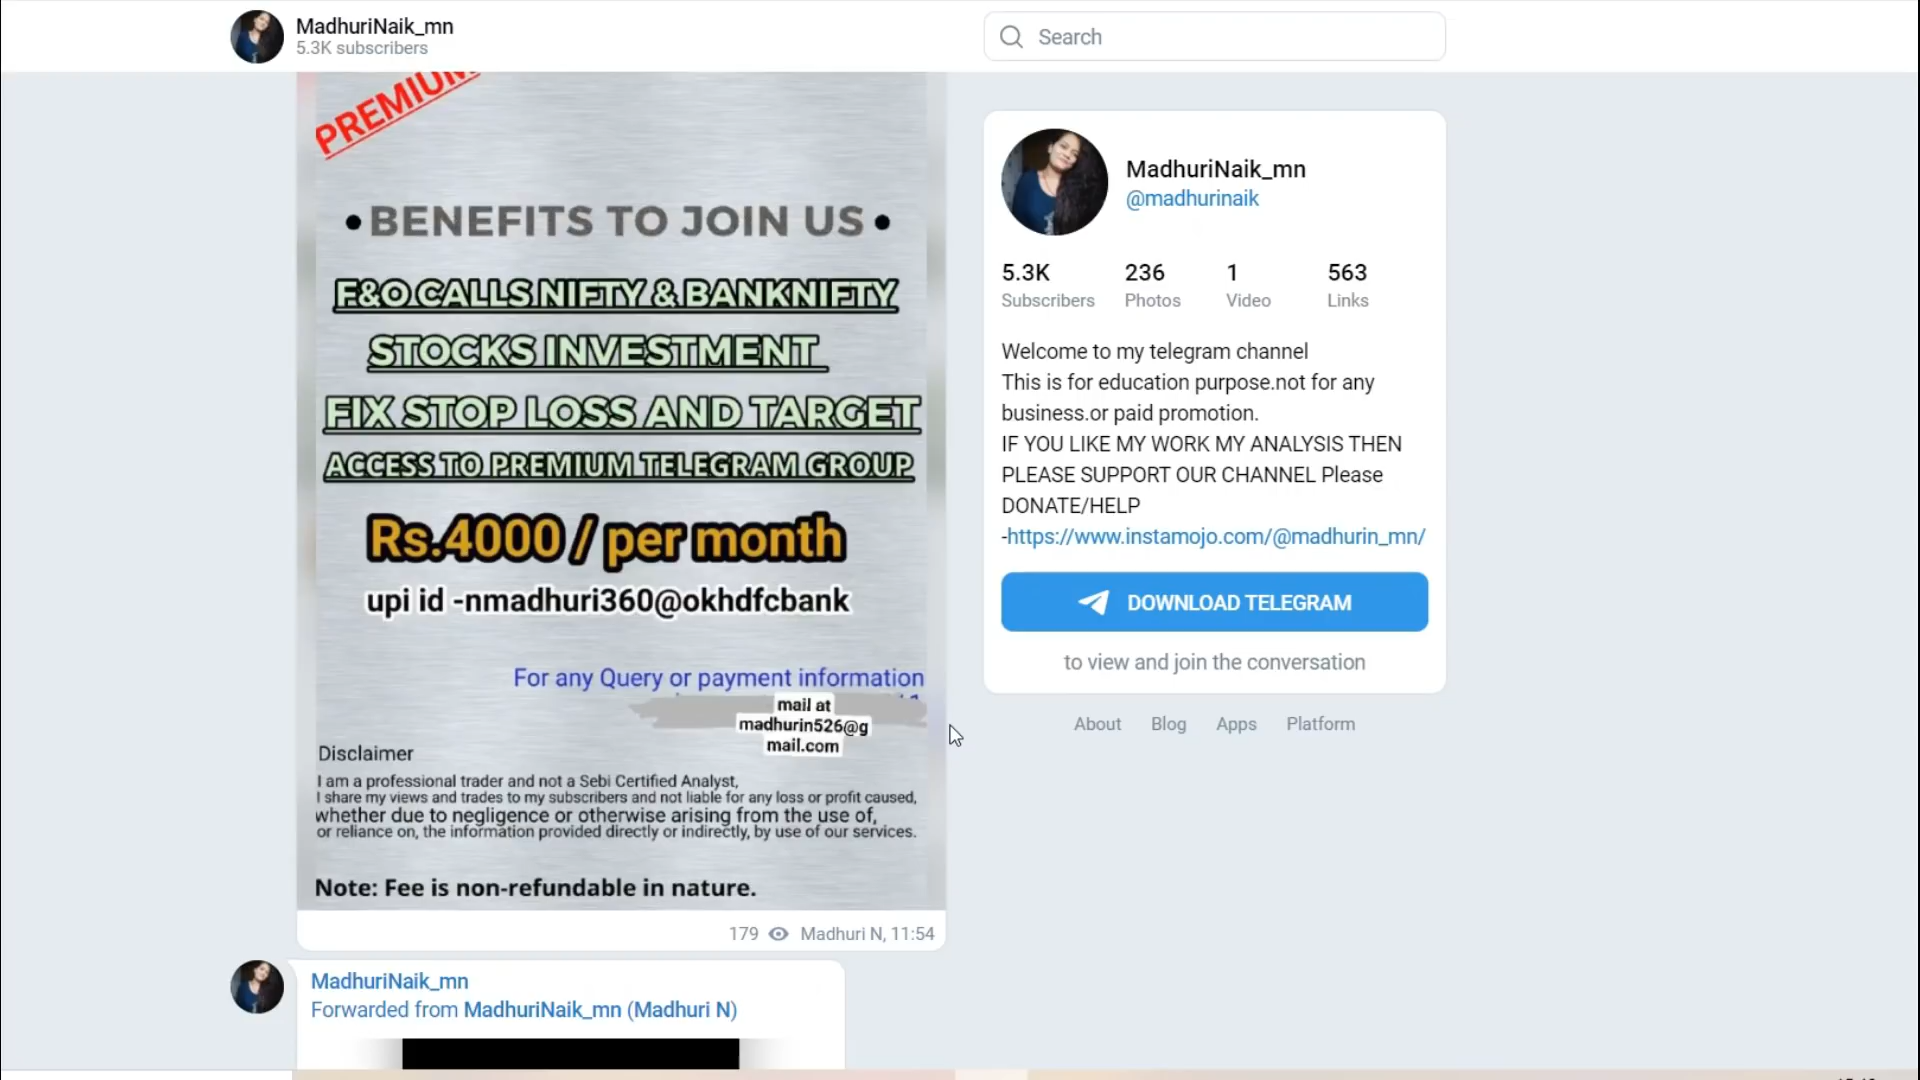 MadhuriNaik_mn
5.3K subscribers
Search
PREMIUM
• BENEFITS TO JOIN US •
F&O CALLS NIFTY & BANKNIFTY
STOCKS INVESTMENT
FIX STOP LOSS AND TARGET
ACCESS TO PREMIUM TELEGRAM GROUP
Rs.4000 / per month
upi id -nmadhuri360@okhdfcbank
For any Query or payment information
mail at
madhurin526@g
mail.com
Disclaimer
I am a professional trader and not a Sebi Certified Analyst,
I share my views and trades to my subscribers and not liable for any loss or profit caused,
whether due to negligence or otherwise arising from the use of,
or reliance on, the information provided directly or indirectly, by use of our services.
Note: Fee is non-refundable in nature.
179 Madhuri N, 11:54
MadhuriNaik_mn
Forwarded from MadhuriNaik_mn (Madhuri N)
MadhuriNaik_mn
@madhurinaik
5.3K 236 1 563
Subscribers Photos Video Links
Welcome to my telegram channel
This is for education purpose.not for any
business.or paid promotion.
IF YOU LIKE MY WORK MY ANALYSIS THEN
PLEASE SUPPORT OUR CHANNEL Please
DONATE/HELP
-https://www.instamojo.com/@madhurin_mn/
DOWNLOAD TELEGRAM
to view and join the conversation
About Blog Apps Platform